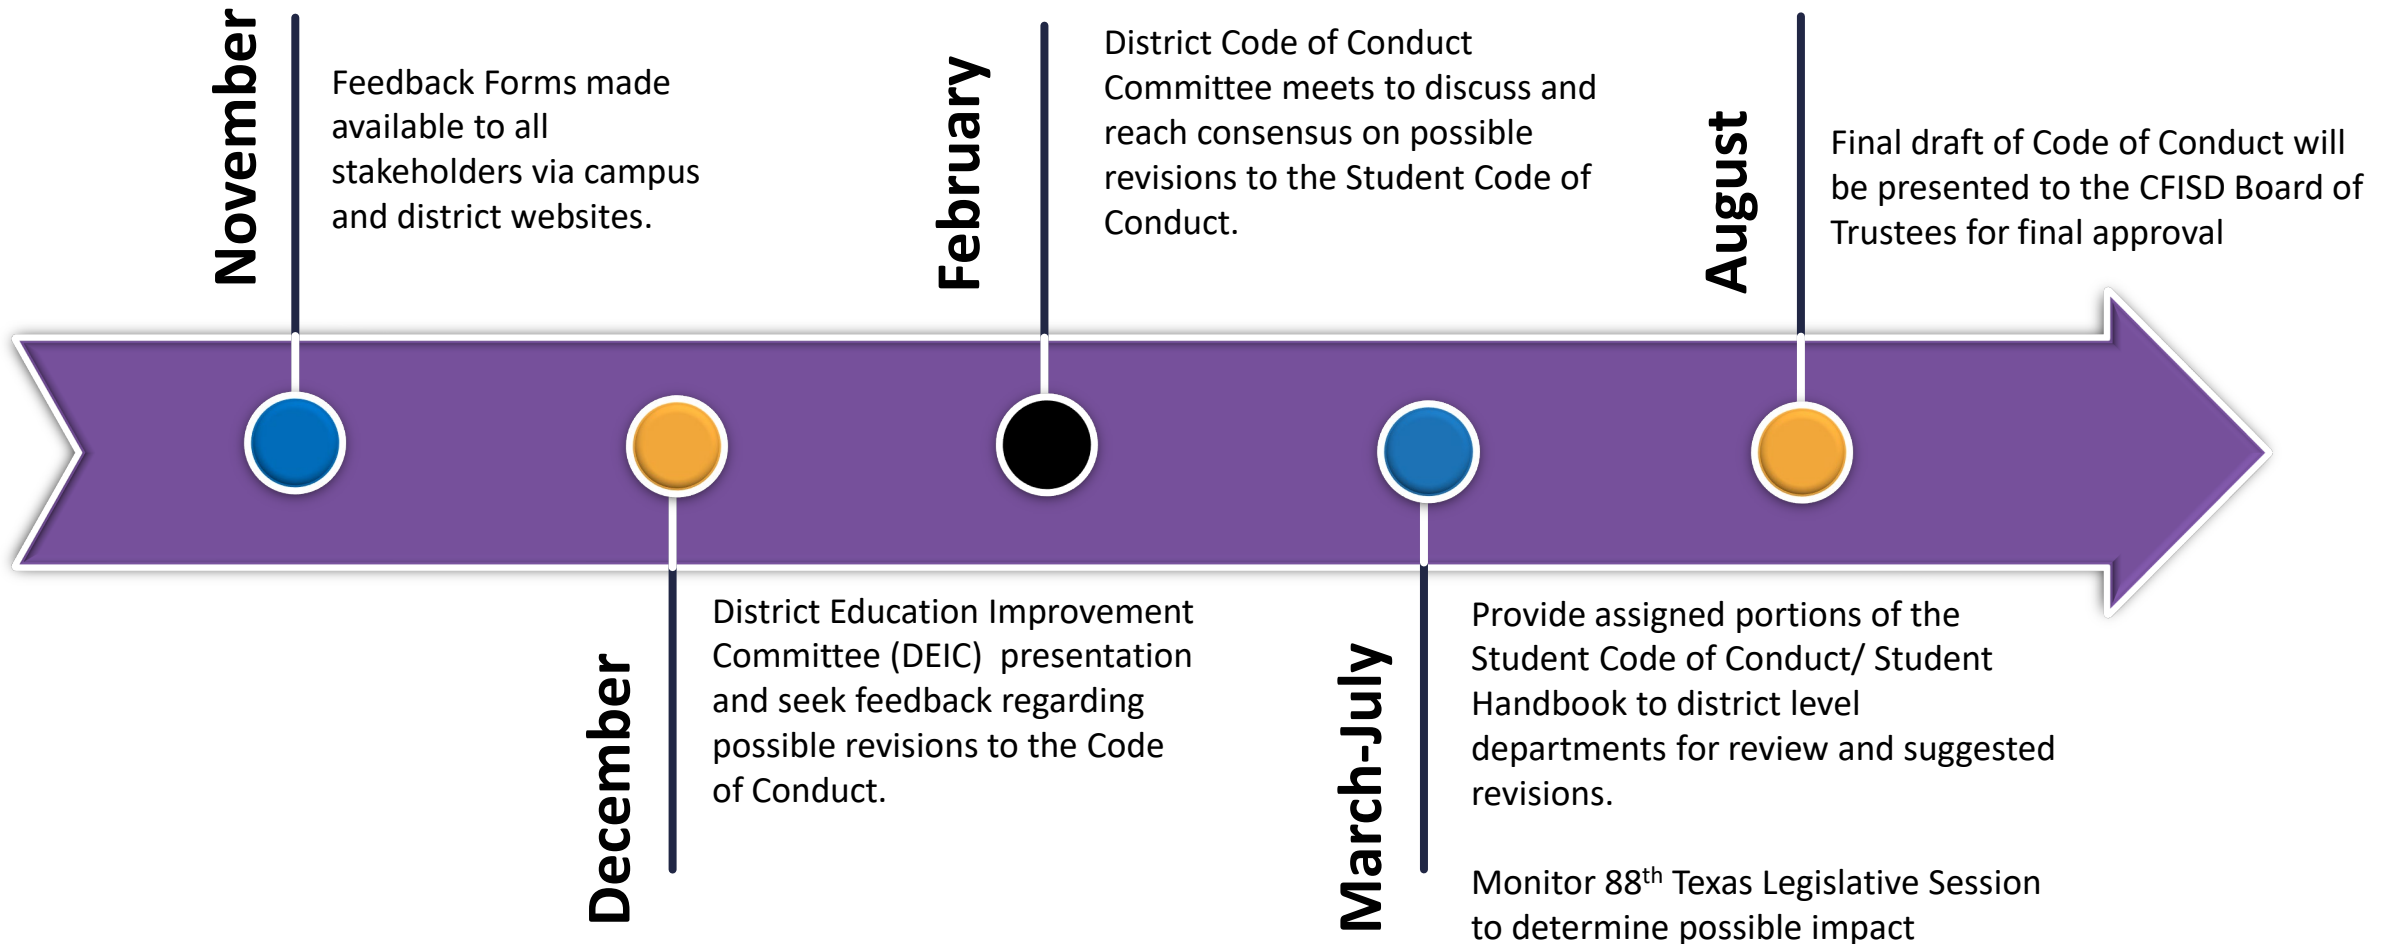 November
Feedback Forms made
available to all
stakeholders via campus
and district websites.
December
District Education Improvement
Committee (DEIC)  presentation
and seek feedback regarding
possible revisions to the Code
of Conduct.
February
District Code of Conduct
Committee meets to discuss and
reach consensus on possible
revisions to the Student Code of
Conduct.
March-July
Provide assigned portions of the
Student Code of Conduct/ Student
Handbook to district level
departments for review and suggested
revisions.
Monitor 88th Texas Legislative Session
to determine possible impact
August
Final draft of Code of Conduct will
be presented to the CFISD Board of
Trustees for final approval